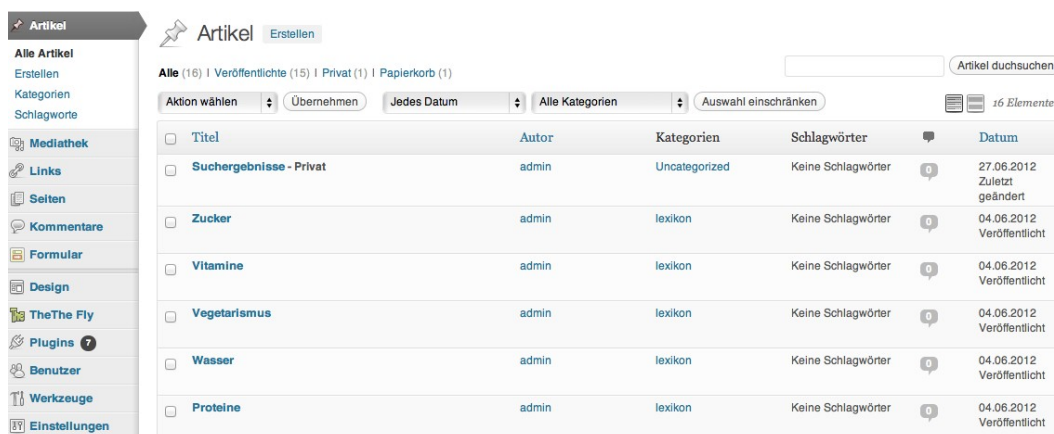 Artikel
Alle Artikel
Erstellen
Kategorien
Schlagworte
Mediathek
Links
Seiten
Kommentare
Formular
Design
TheThe Fly
Plugins 7
Benutzer
Werkzeuge
Einstellungen
Artikel Erstellen
Alle (16) | Veröffentlichte (15) | Privat (1) | Papierkorb (1)
Artikel duchsuchen
Aktion wählen Übernehmen Jedes Datum Alle Kategorien Auswahl einschränken 16 Elemente
Titel Autor Kategorien Schlagwörter Datum
Suchergebnisse - Privat admin Uncategorized Keine Schlagwörter 0 27.06.2012
Zuletzt
geändert
Zucker admin lexikon Keine Schlagwörter 0 04.06.2012
Veröffentlicht
Vitamine admin lexikon Keine Schlagwörter 0 04.06.2012
Veröffentlicht
Vegetarismus admin lexikon Keine Schlagwörter 0 04.06.2012
Veröffentlicht
Wasser admin lexikon Keine Schlagwörter 0 04.06.2012
Veröffentlicht
Proteine admin lexikon Keine Schlagwörter 0 04.06.2012
Veröffentlicht